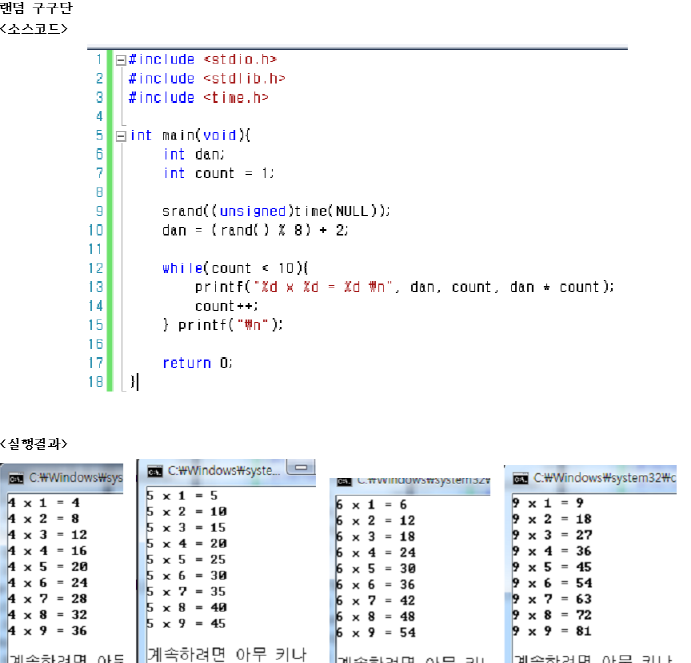 랜덤 구구단
<소스코드>
1 #include <stdio.h>
2 #include <stdlib.h>
3 #include <time.h>
4
5 int main(void){
6 int dan;
7 int count = 1;
8
9 srand((unsigned)time(NULL));
10 dan = (rand() % 8) + 2;
11
12 while(count < 10){
13 printf("%d x %d = %d ₩n", dan, count, dan * count);
14 count++;
15 } printf("₩n");
16
17 return 0;
18 }
<실행결과>
C:₩Windows₩sys
4 x 1 = 4
4 x 2 = 8
4 x 3 = 12
4 x 4 = 16
4 x 5 = 20
4 x 6 = 24
4 x 7 = 28
4 x 8 = 32
4 x 9 = 36
계속하려면 아무
C:₩Windows₩syste...
5 x 1 = 5
5 x 2 = 10
5 x 3 = 15
5 x 4 = 20
5 x 5 = 25
5 x 6 = 30
5 x 7 = 35
5 x 8 = 40
5 x 9 = 45
계속하려면 아무 키나
C:₩Windows₩system32₩
6 x 1 = 6
6 x 2 = 12
6 x 3 = 18
6 x 4 = 24
6 x 5 = 30
6 x 6 = 36
6 x 7 = 42
6 x 8 = 48
6 x 9 = 54
계속하려면 아무 키나
C:₩Windows₩system32₩c
9 x 1 = 9
9 x 2 = 18
9 x 3 = 27
9 x 4 = 36
9 x 5 = 45
9 x 6 = 54
9 x 7 = 63
9 x 8 = 72
9 x 9 = 81
계속하려면 아무 키나